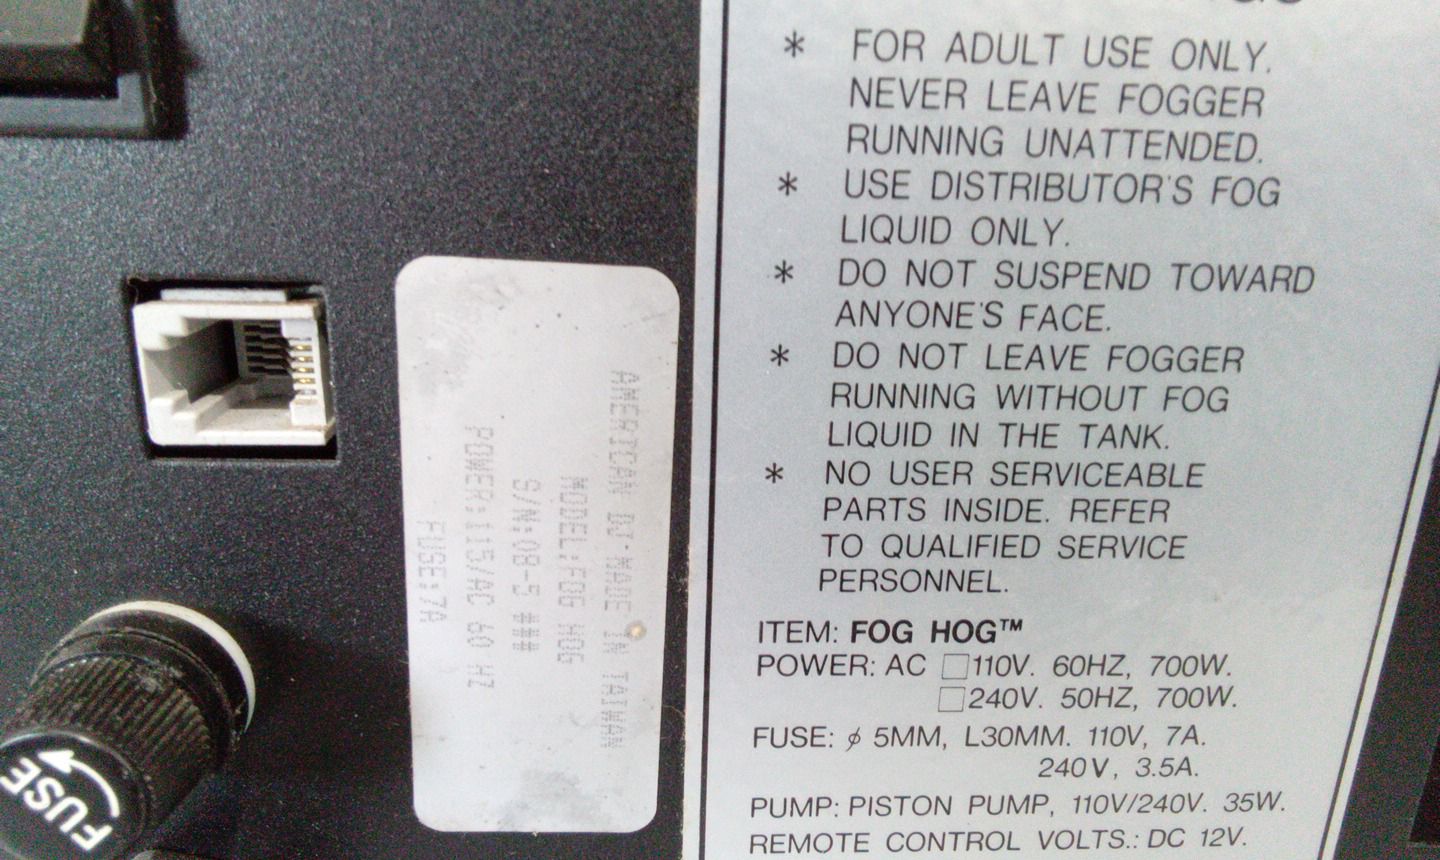 * FOR ADULT USE ONLY.
NEVER LEAVE FOGGER
RUNNING UNATTENDED.
* USE DISTRIBUTOR'S FOG
LIQUID ONLY.
* DO NOT SUSPEND TOWARD
ANYONE'S FACE.
* DO NOT LEAVE FOGGER
RUNNING WITHOUT FOG
LIQUID IN THE TANK.
* NO USER SERVICEABLE
PARTS INSIDE. REFER
TO QUALIFIED SERVICE
PERSONNEL.
ITEM: FOG HOG™
POWER: AC □110V. 60HZ, 700W.
□240V. 50HZ, 700W.
FUSE: ⌀ 5MM, L30MM. 110V, 7A.
240V, 3.5A.
PUMP: PISTON PUMP, 110V/240V. 35W.
REMOTE CONTROL VOLTS.: DC 12V.
AMERICAN DJ-MADE IN TAIWAN
MODEL:FOG HOG
S/N:08-5 ###
POWER:115/AC 60 HZ
FUSE:7A
FUSE